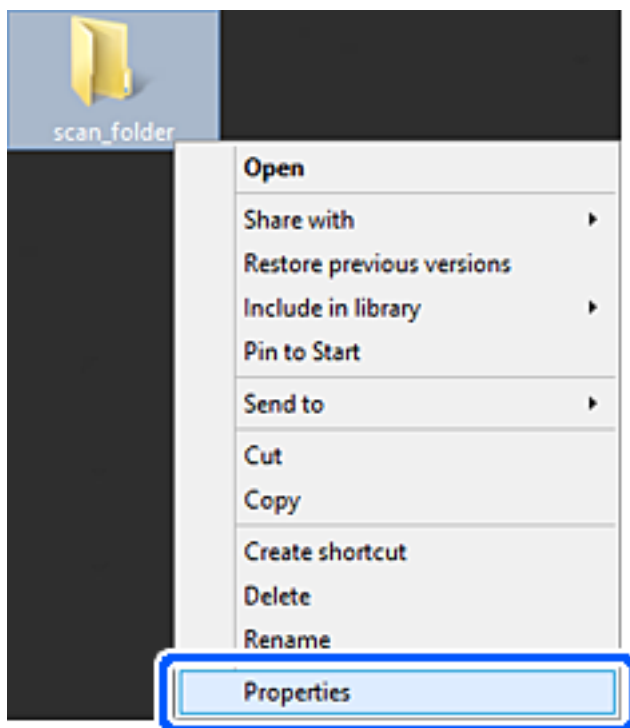 scan_folder
Open
Share with
Restore previous versions
Include in library
Pin to Start
Send to
Cut
Copy
Create shortcut
Delete
Rename
Properties